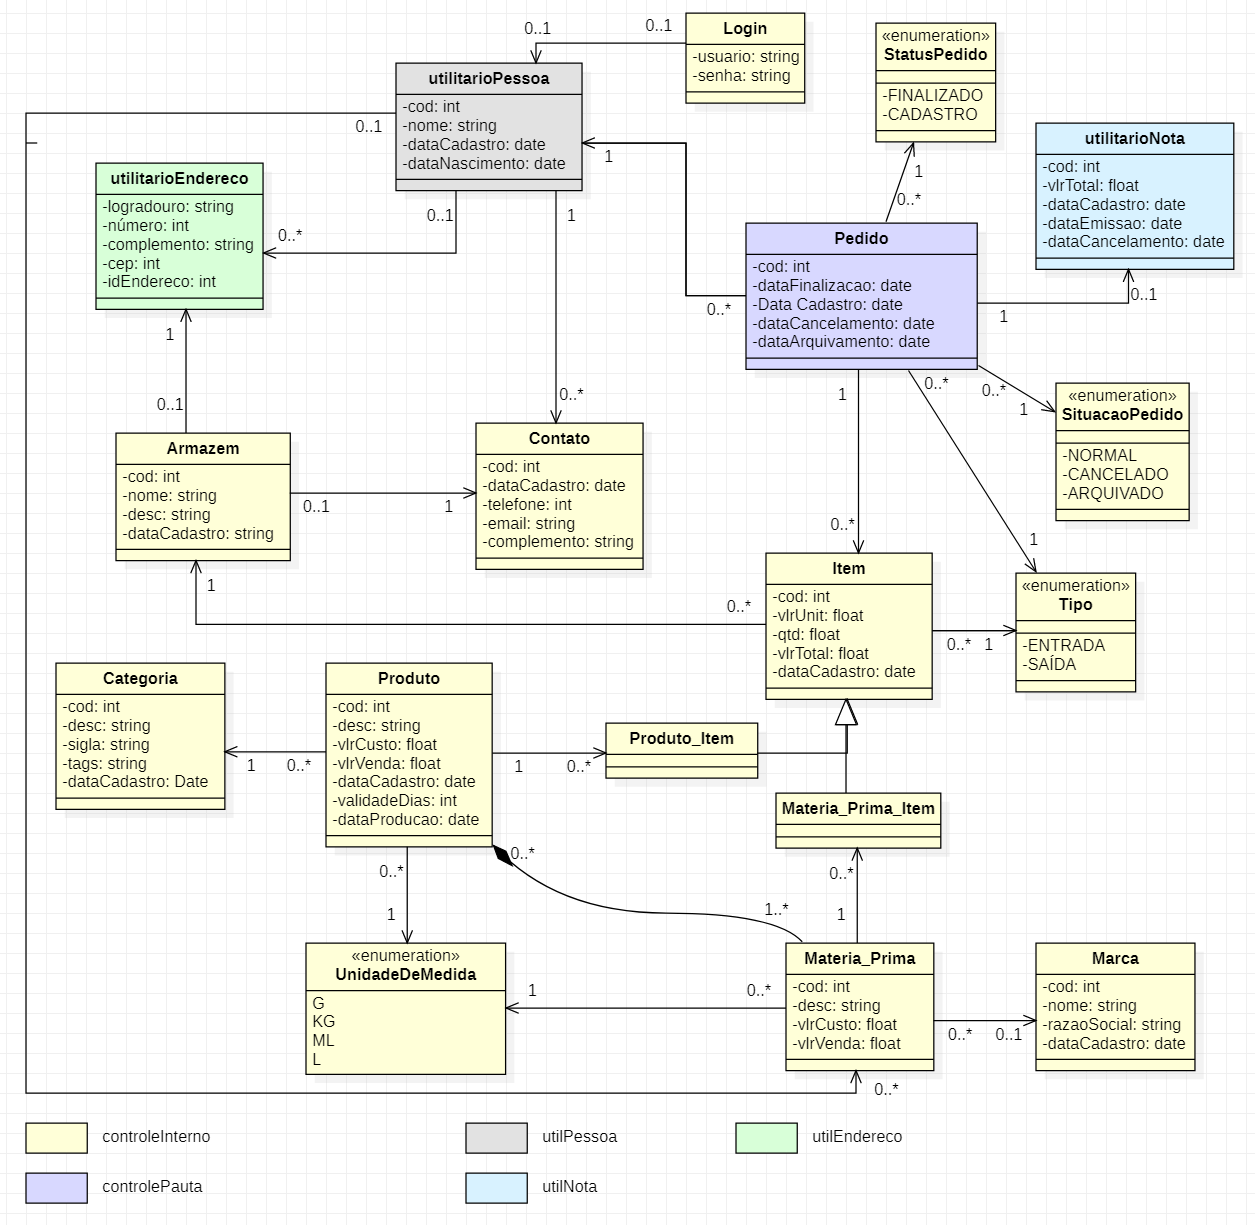 Login
-usuario: string
-senha: string
0..1
0..1
«enumeration»
StatusPedido
-FINALIZADO
-CADASTRO
utilitarioPessoa
-cod: int
-nome: string
-dataCadastro: date
-dataNascimento: date
0..1
1
utilitarioNota
-cod: int
-vlrTotal: float
-dataCadastro: date
-dataEmissao: date
-dataCancelamento: date
utilitarioEndereco
-logradouro: string
-número: int
-complemento: string
-cep: int
-idEndereco: int
0..1
0..*
1
1
0..*
Pedido
-cod: int
-dataFinalizacao: date
-Data Cadastro: date
-dataCancelamento: date
-dataArquivamento: date
0..*
1
0..1
1
0..1
1
0..*
0..*
1
0..*
«enumeration»
SituacaoPedido
-NORMAL
-CANCELADO
-ARQUIVADO
Armazem
-cod: int
-nome: string
-desc: string
-dataCadastro: string
0..1
1
Contato
-cod: int
-dataCadastro: date
-telefone: int
-email: string
-complemento: string
0..*
1
1
0..*
Item
-cod: int
-vlrUnit: float
-qtd: float
-vlrTotal: float
-dataCadastro: date
0..*
1
«enumeration»
Tipo
-ENTRADA
-SAÍDA
Categoria
-cod: int
-desc: string
-sigla: string
-tags: string
-dataCadastro: Date
1
0..*
Produto
-cod: int
-desc: string
-vlrCusto: float
-vlrVenda: float
-dataCadastro: date
-validadeDias: int
-dataProducao: date
1
0..*
Produto_Item
Materia_Prima_Item
0..*
0..*
0..*
1
1..*
1
«enumeration»
UnidadeDeMedida
G
KG
ML
L
1
0..*
Materia_Prima
-cod: int
-desc: string
-vlrCusto: float
-vlrVenda: float
0..*
0..1
Marca
-cod: int
-nome: string
-razaoSocial: string
-dataCadastro: date
0..*
controleInterno
utilPessoa
utilEndereco
controlePauta
utilNota